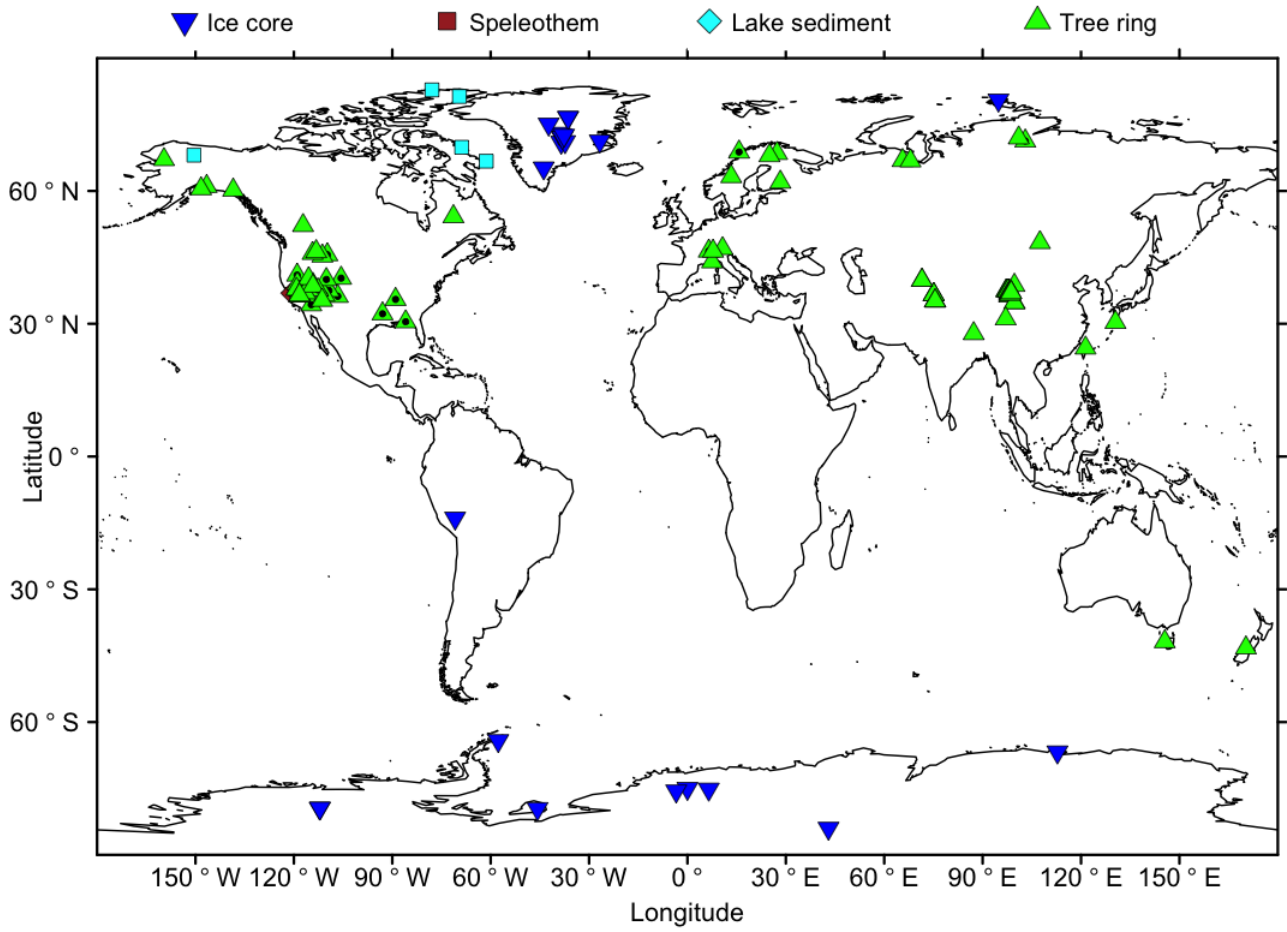 Ice core Speleothem Lake sediment Tree ring
60 ° N
30 ° N
0 °
30 ° S
60 ° S
Latitude
150 ° W 120 ° W 90 ° W 60 ° W 30 ° W 0 ° 30 ° E 60 ° E 90 ° E 120 ° E 150 ° E
Longitude